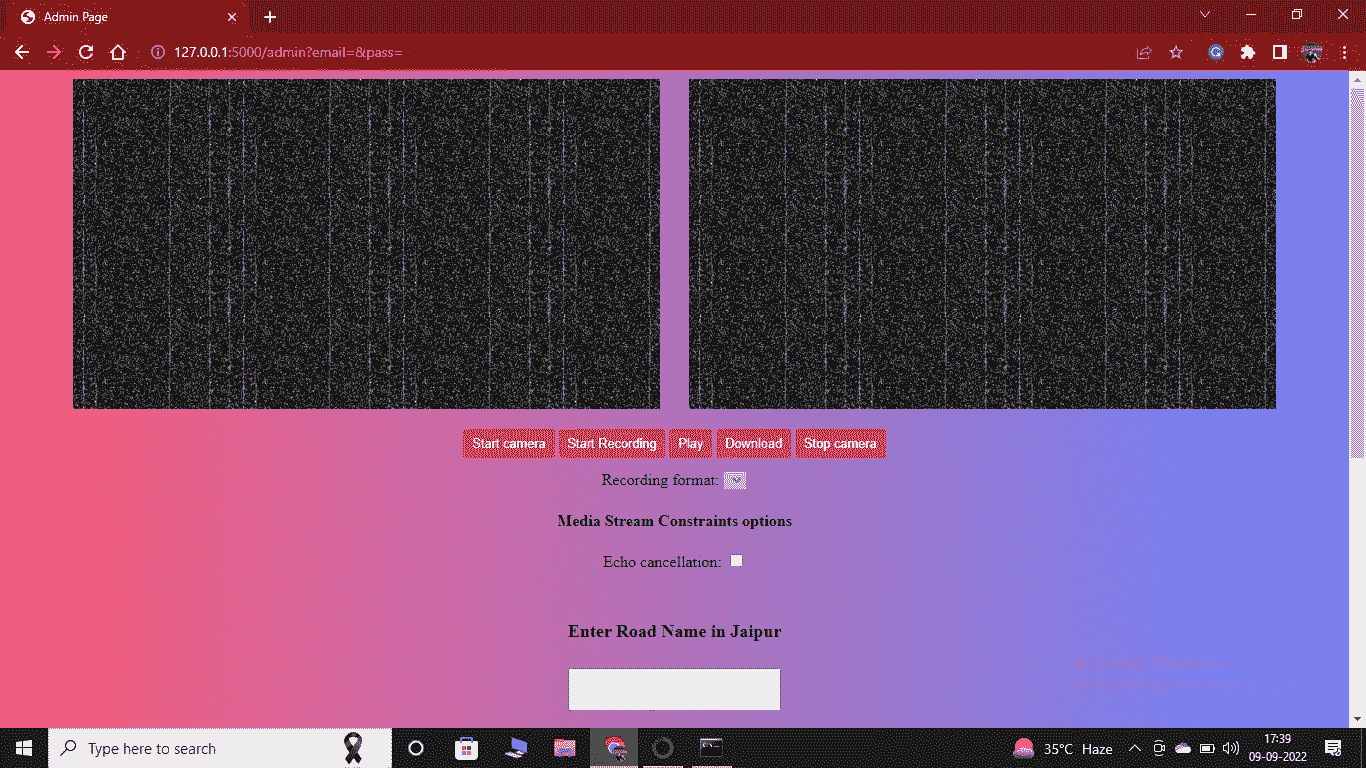 Admin Page
127.0.0.1:5000/admin?email=&pass=
Start camera Start Recording Play Download Stop camera
Recording format:
Media Stream Constraints options
Echo cancellation:
Enter Road Name in Jaipur
Type here to search
35°C Haze
17:39
09-09-2022